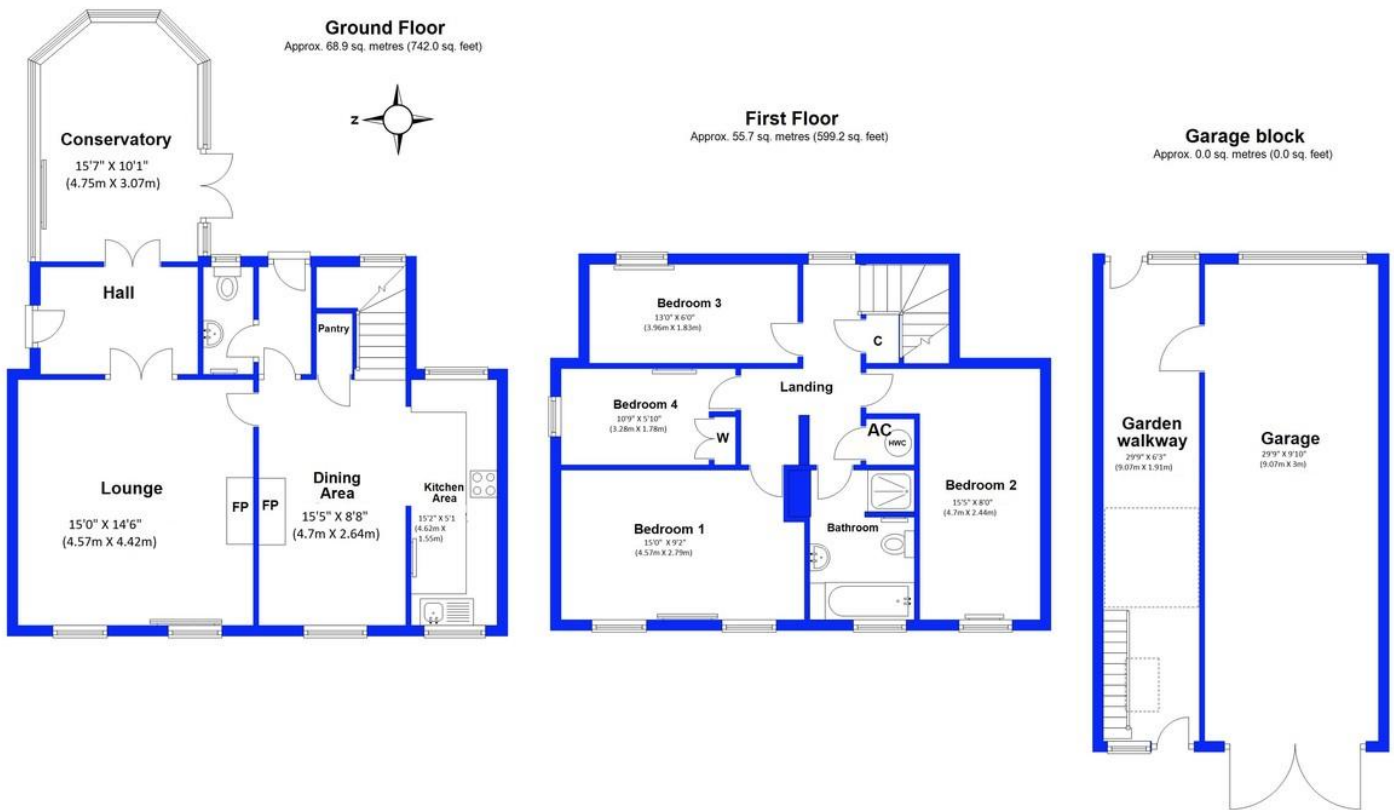 Ground Floor
Approx. 68.9 sq. metres (742.0 sq. feet)
Z
Conservatory
15'7" X 10'1"
(4.75m X 3.07m)
Hall
Pantry
Lounge
15'0" X 14'6"
(4.57m X 4.42m)
FP
FP
Dining
Area
15'5" X 8'8"
(4.7m X 2.64m)
Kitchen
Area
15'2" X 5'1
(4.62m X
1.55m)
First Floor
Approx. 55.7 sq. metres (599.2 sq. feet)
Bedroom 3
13'0" X 6'0"
(3.96m X 1.83m)
C
Landing
Bedroom 4
10'9" X 5'10"
(3.28m X 1.78m)
W
AC
HWC
Bedroom 1
15'0" X 9'2"
(4.57m X 2.79m)
Bathroom
Bedroom 2
15'5" X 8'0"
(4.7m X 2.44m)
Garage block
Approx. 0.0 sq. metres (0.0 sq. feet)
Garden
walkway
29'9" X 6'3"
(9.07m X 1.91m)
Garage
29'9" X 9'10"
(9.07m X 3m)